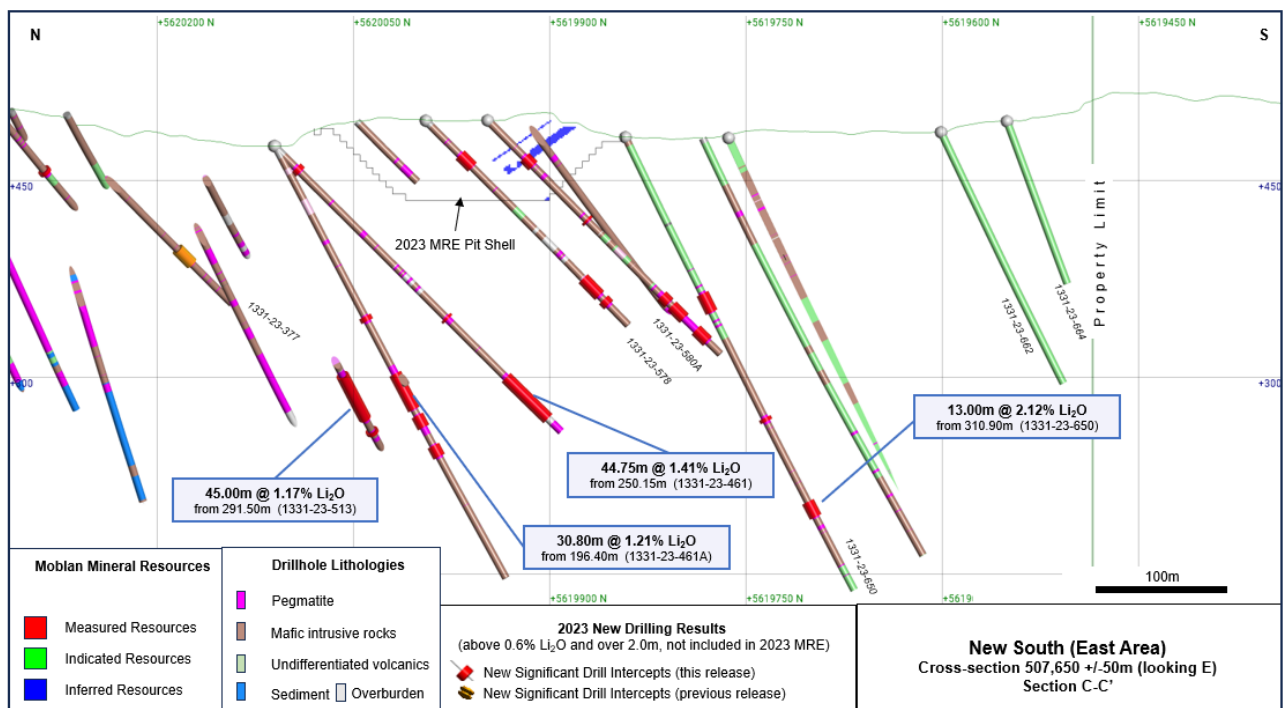 +5620200 N
+5620050 N
+5619900 N
+5619750 N
+5619600 N
+5619450 N
N
S
+450
+450
2023 MRE Pit Shell
Property Limit
1331-23-377
1331-23-578
1331-23-580A
1331-23-662
1331-23-664
+300
13.00m @ 2.12% Li₂O
from 310.90m (1331-23-650)
44.75m @ 1.41% Li₂O
from 250.15m (1331-23-461)
45.00m @ 1.17% Li₂O
from 291.50m (1331-23-513)
30.80m @ 1.21% Li₂O
from 196.40m (1331-23-461A)
1331-23-650
100m
+5619900 N
+5619750 N
Moblan Mineral Resources
Measured Resources
Indicated Resources
Inferred Resources
Drillhole Lithologies
Pegmatite
Mafic intrusive rocks
Undifferentiated volcanics
Sediment
Overburden
2023 New Drilling Results
(above 0.6% Li₂O and over 2.0m, not included in 2023 MRE)
New Significant Drill Intercepts (this release)
New Significant Drill Intercepts (previous release)
New South (East Area)
Cross-section 507,650 +/-50m (looking E)
Section C-C'